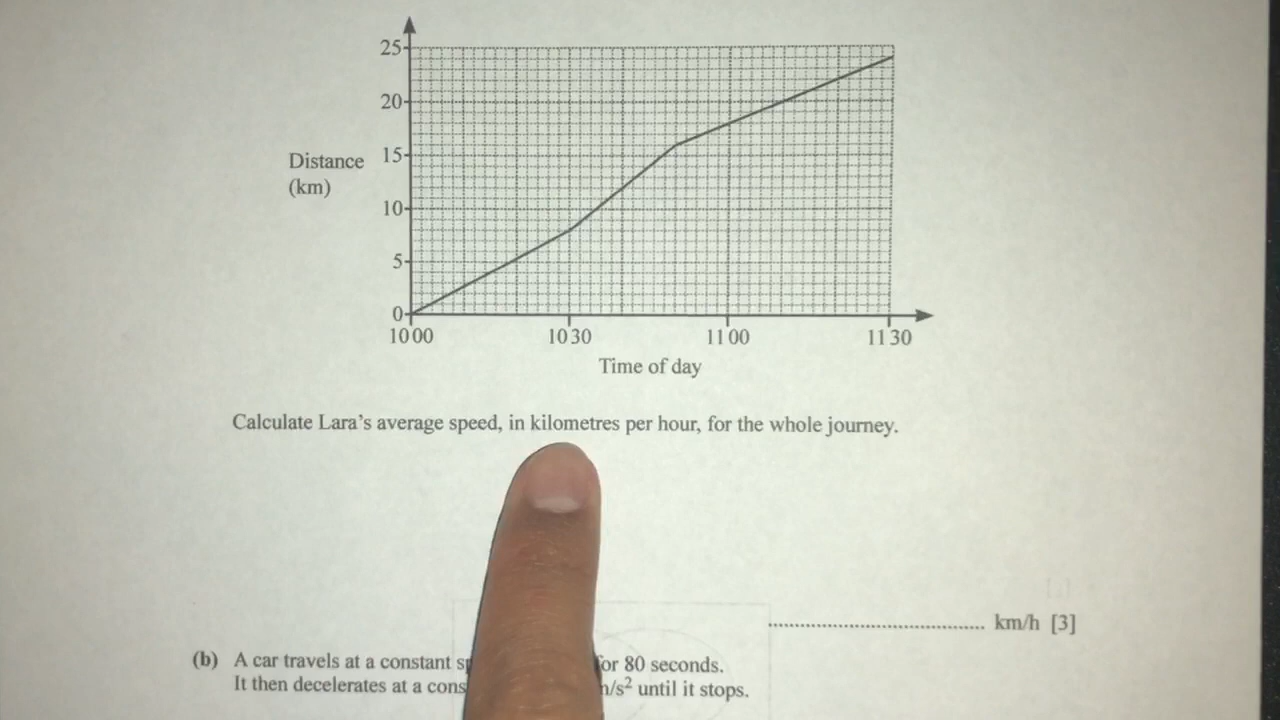 25
20
Distance 15
(km)
10
5
0
1000 1030 1100 1130
Time of day
Calculate Lara's average speed, in kilometres per hour, for the whole journey.
........................................ km/h [3]
(b) A car travels at a constant for 80 seconds.
It then decelerates at a until it stops.